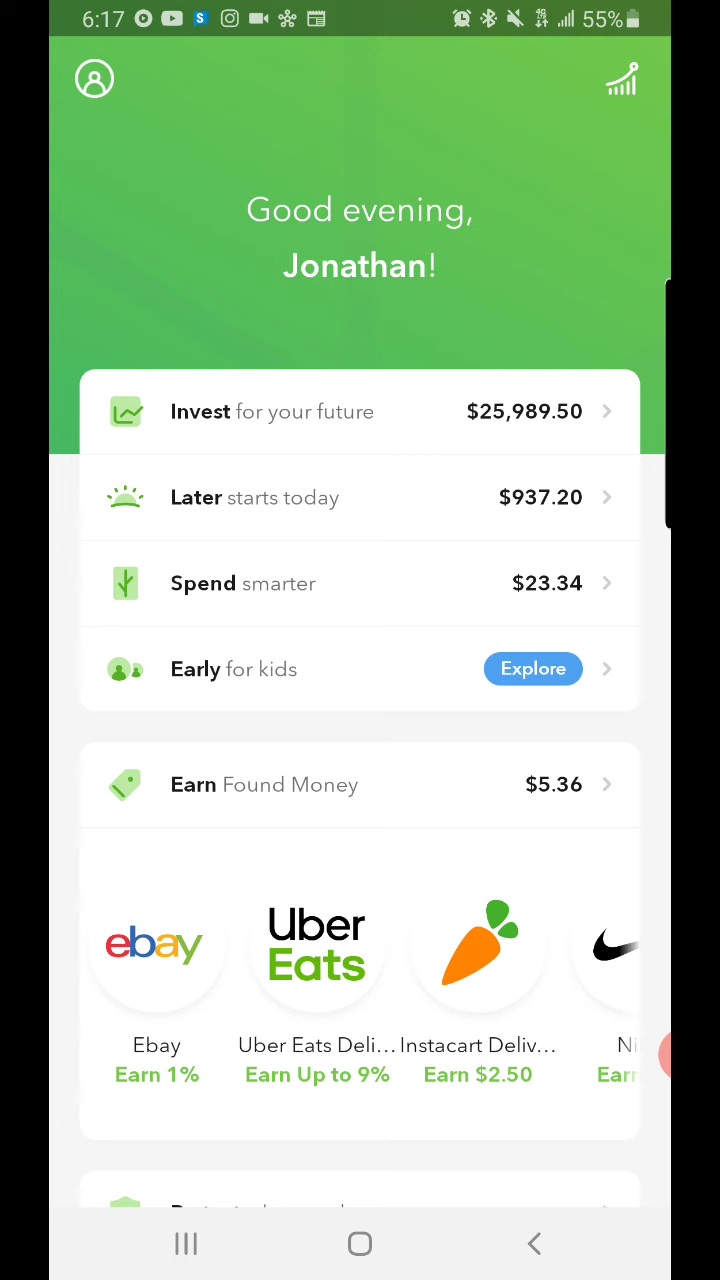 6:17 55%
Good evening,
Jonathan!
Invest for your future $25,989.50
Later starts today $937.20
Spend smarter $23.34
Early for kids Explore
Earn Found Money $5.36
ebay Uber Eats
Ebay Uber Eats Deli... Instacart Deliv... Ni
Earn 1% Earn Up to 9% Earn $2.50 Earn